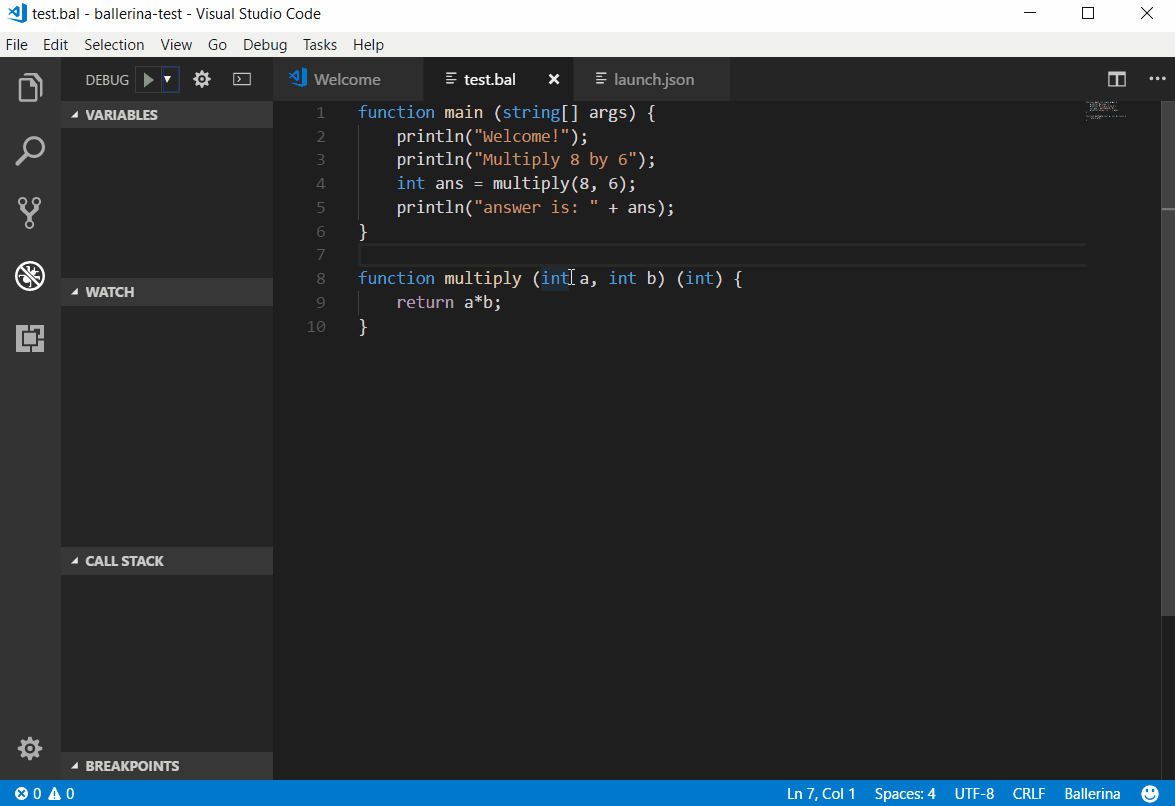 test.bal - ballerina-test - Visual Studio Code
File Edit Selection View Go Debug Tasks Help
DEBUG
Welcome test.bal launch.json
VARIABLES
WATCH
CALL STACK
BREAKPOINTS
1 function main (string[] args) {
2 println("Welcome!");
3 println("Multiply 8 by 6");
4 int ans = multiply(8, 6);
5 println("answer is: " + ans);
6 }
7
8 function multiply (int a, int b) (int) {
9 return a*b;
10 }
0 0 Ln 7, Col 1 Spaces: 4 UTF-8 CRLF Ballerina